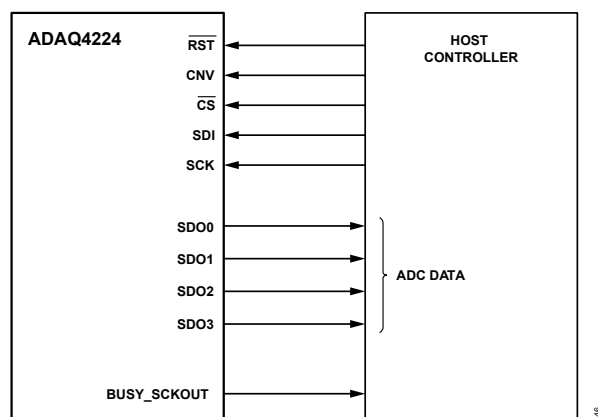 ADAQ4224
HOST
CONTROLLER
RST
CNV
CS
SDI
SCK
SDO0
SDO1
SDO2
SDO3
ADC DATA
BUSY_SCKOUT